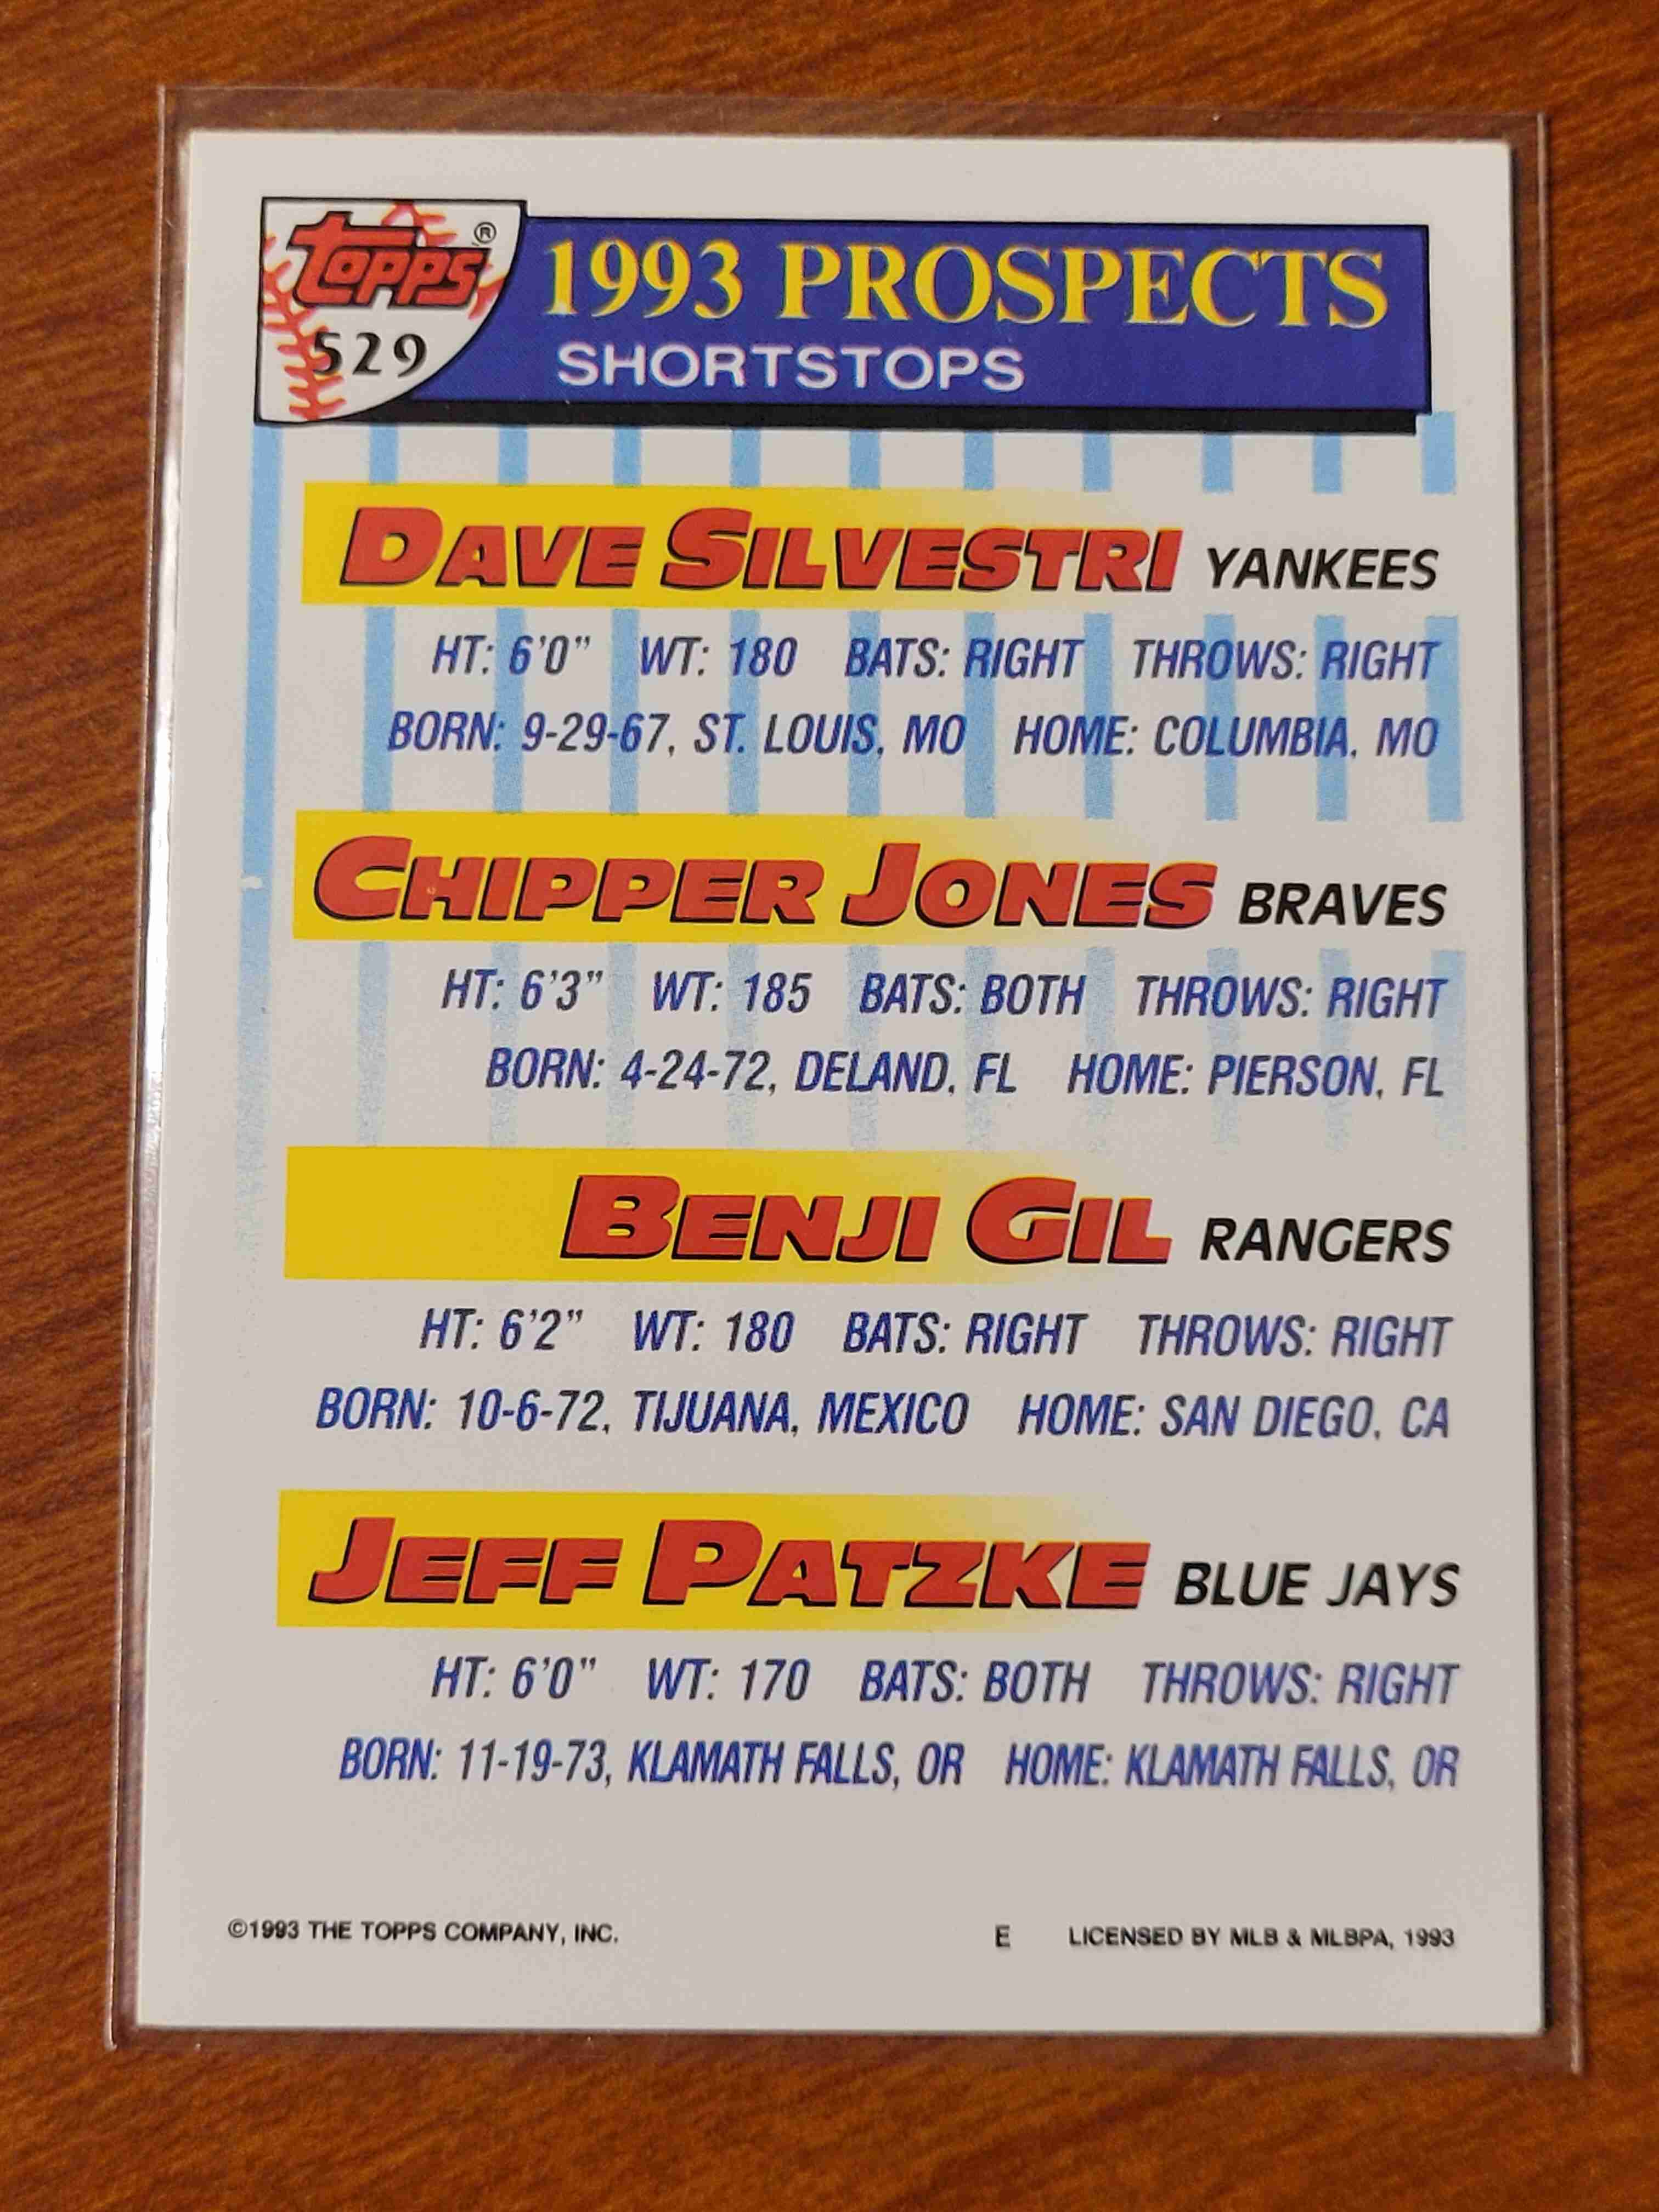 TOPPS®
529
1993 PROSPECTS
SHORTSTOPS
DAVE SILVESTRI YANKEES
HT: 6'0" WT: 180 BATS: RIGHT THROWS: RIGHT
BORN: 9-29-67, ST. LOUIS, MO HOME: COLUMBIA, MO
CHIPPER JONES BRAVES
HT: 6'3" WT: 185 BATS: BOTH THROWS: RIGHT
BORN: 4-24-72, DELAND, FL HOME: PIERSON, FL
BENJI GIL RANGERS
HT: 6'2" WT: 180 BATS: RIGHT THROWS: RIGHT
BORN: 10-6-72, TIJUANA, MEXICO HOME: SAN DIEGO, CA
JEFF PATZKE BLUE JAYS
HT: 6'0" WT: 170 BATS: BOTH THROWS: RIGHT
BORN: 11-19-73, KLAMATH FALLS, OR HOME: KLAMATH FALLS, OR
©1993 THE TOPPS COMPANY, INC. E LICENSED BY MLB & MLBPA, 1993